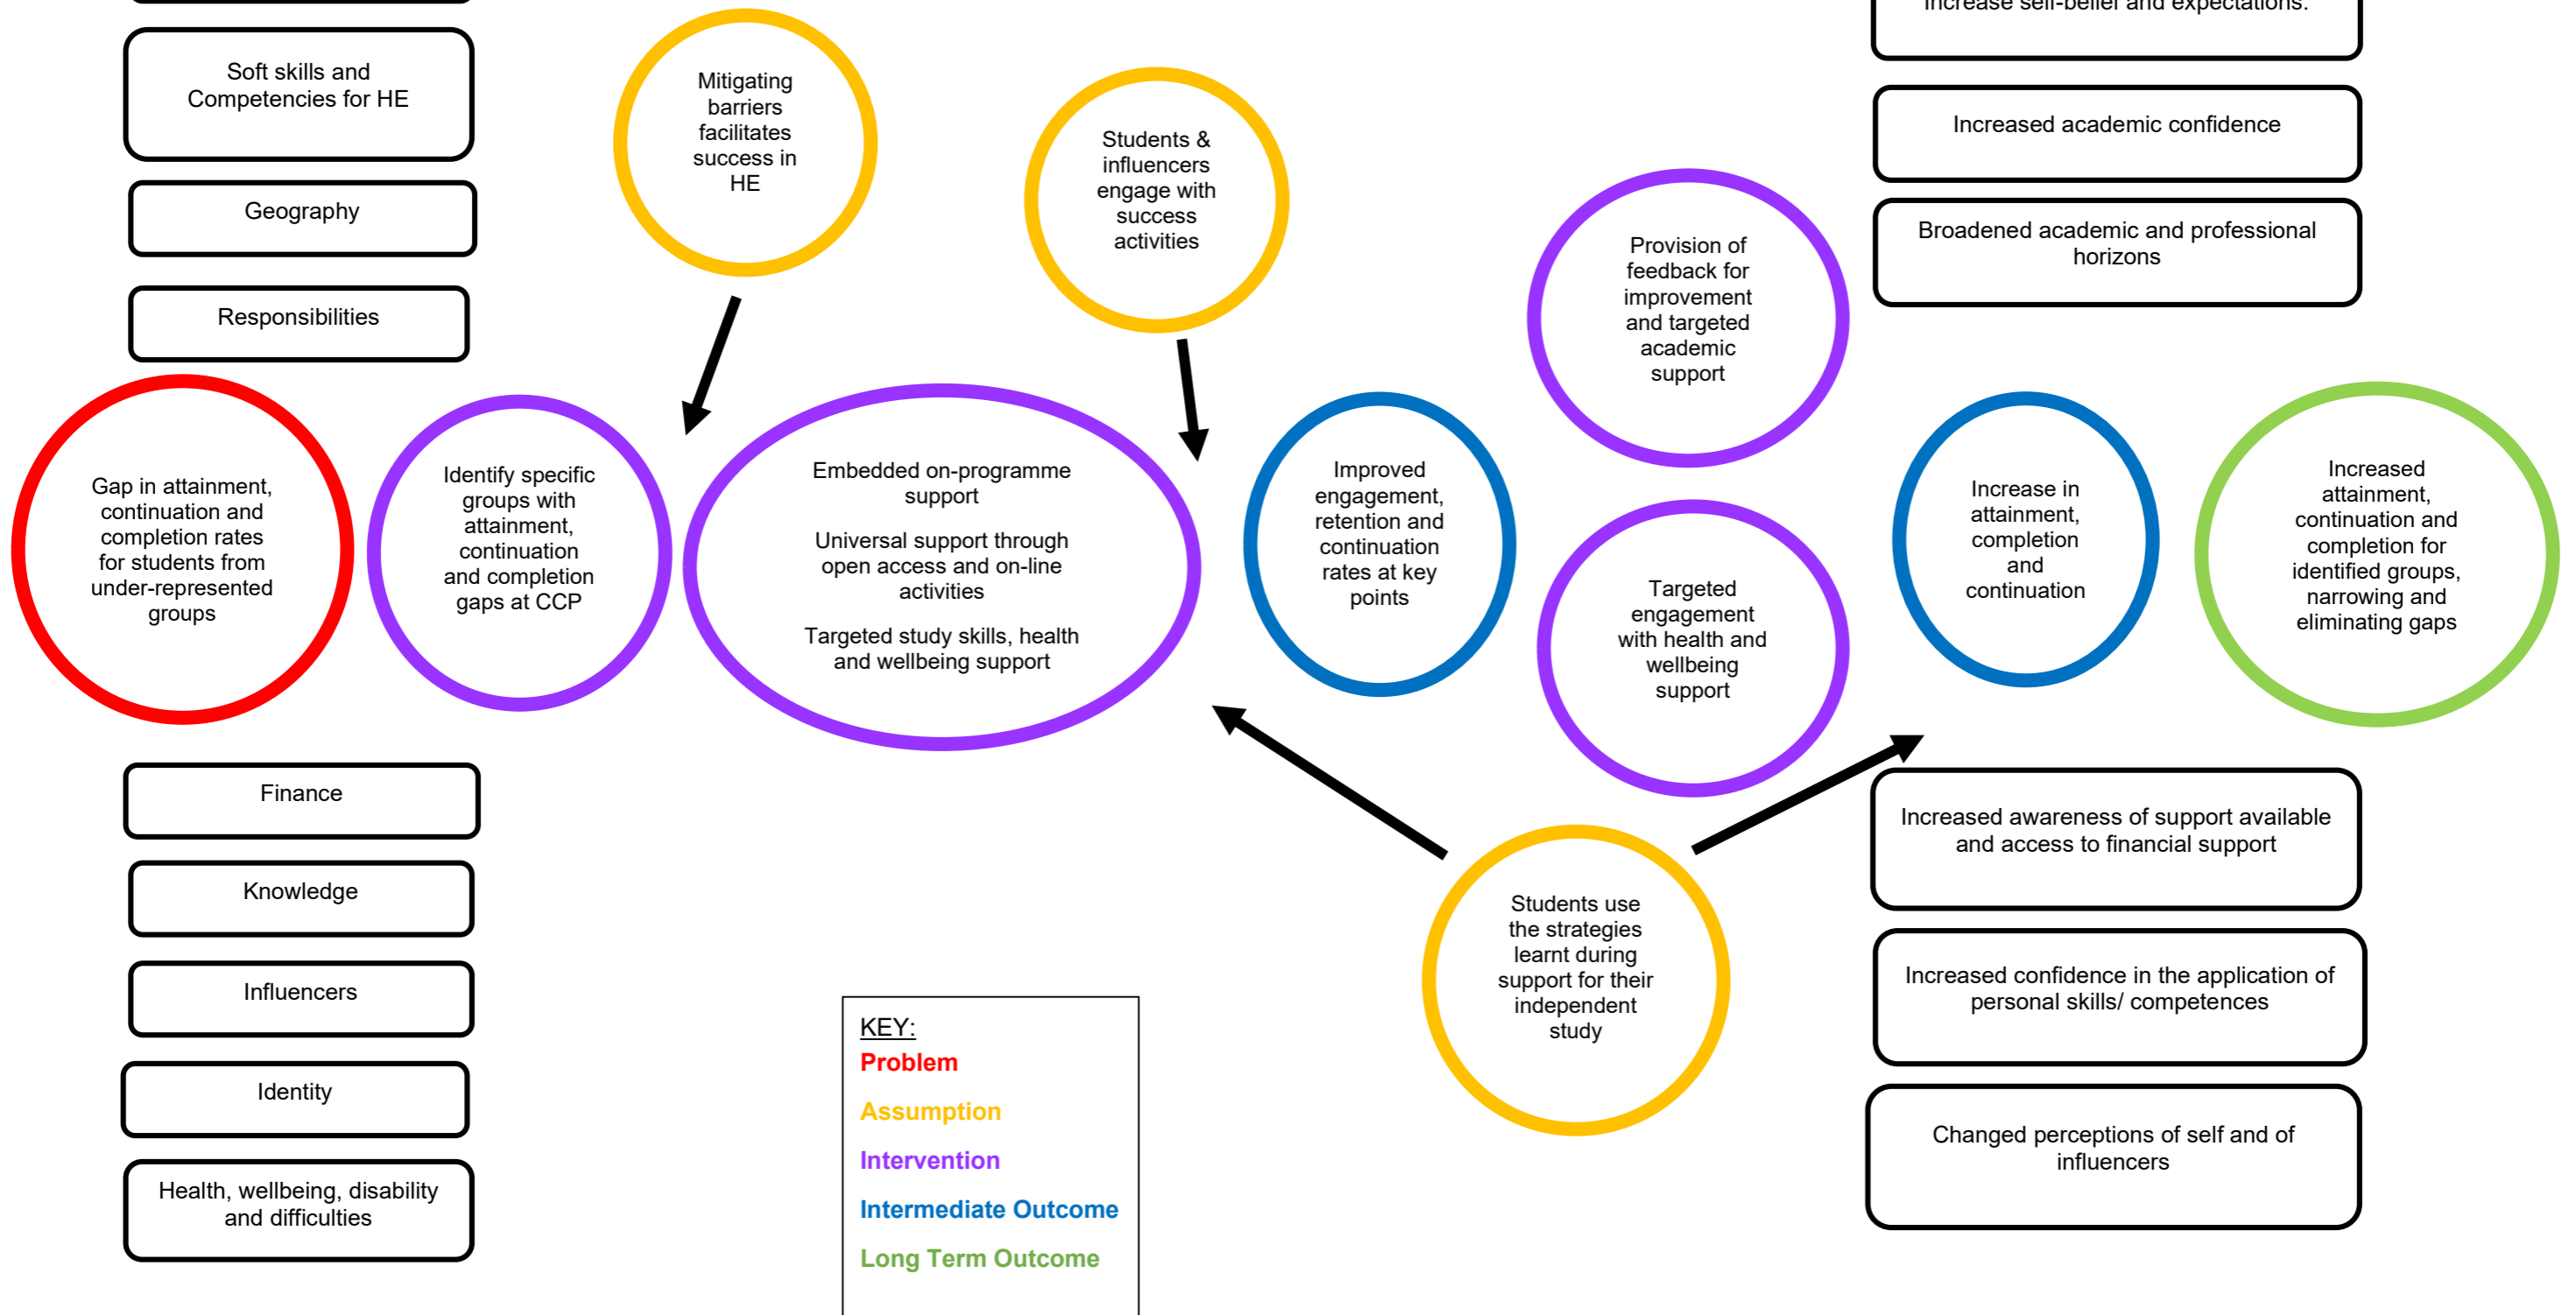 Increase self-belief and expectations.
Soft skills and
Competencies for HE
Geography
Responsibilities
Mitigating
barriers
facilitates
success in
HE
Students &
influencers
engage with
success
activities
Provision of
feedback for
improvement
and targeted
academic
support
Increased academic confidence
Broadened academic and professional
horizons
Gap in attainment,
continuation and
completion rates
for students from
under-represented
groups
Identify specific
groups with
attainment,
continuation
and completion
gaps at CCP
Embedded on-programme
support
Universal support through
open access and on-line
activities
Targeted study skills, health
and wellbeing support
Improved
engagement,
retention and
continuation
rates at key
points
Targeted
engagement
with health and
wellbeing
support
Increase in
attainment,
completion
and
continuation
Increased
attainment,
continuation and
completion for
identified groups,
narrowing and
eliminating gaps
Finance
Knowledge
Influencers
Identity
Health, wellbeing, disability
and difficulties
KEY:
Problem
Assumption
Intervention
Intermediate Outcome
Long Term Outcome
Students use
the strategies
learnt during
support for their
independent
study
Increased awareness of support available
and access to financial support
Increased confidence in the application of
personal skills/ competences
Changed perceptions of self and of
influencers